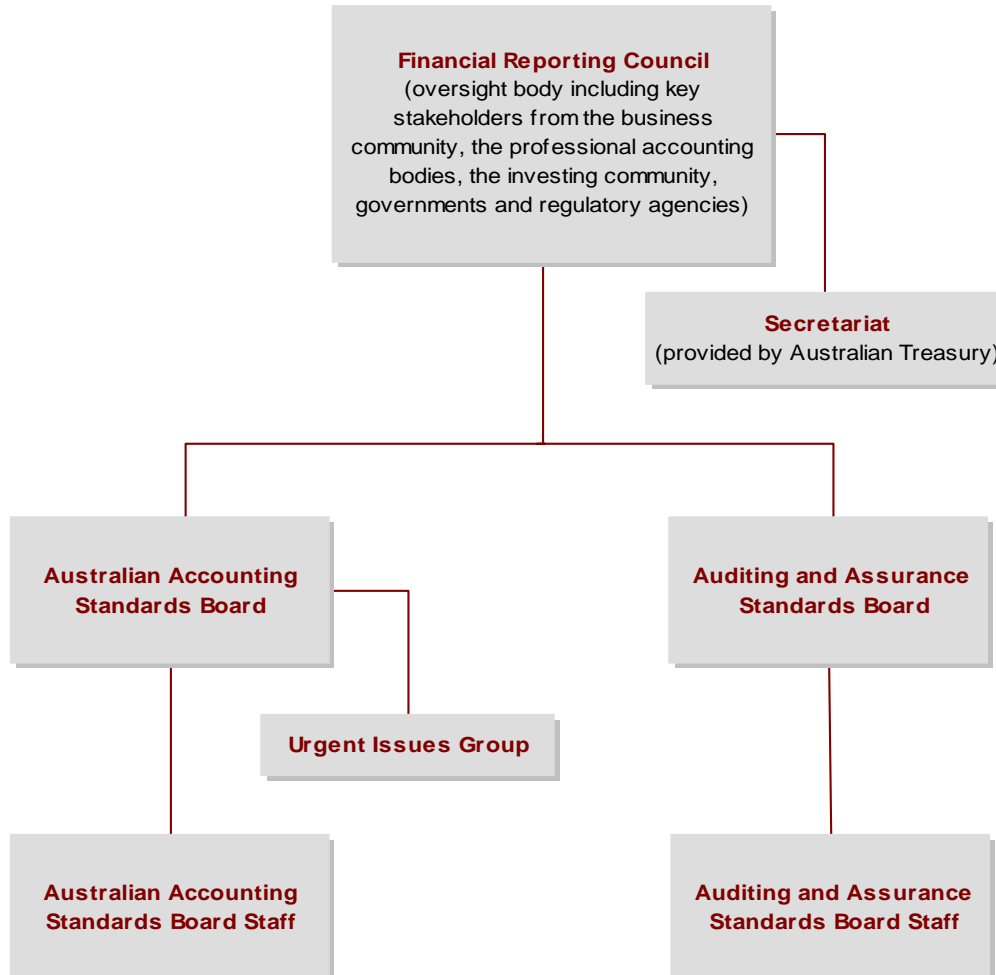 Financial Reporting Council
(oversight body including key
stakeholders from the business
community, the professional accounting
bodies, the investing community,
governments and regulatory agencies)
Secretariat
(provided by Australian Treasury)
Australian Accounting
Standards Board
Auditing and Assurance
Standards Board
Urgent Issues Group
Australian Accounting
Standards Board Staff
Auditing and Assurance
Standards Board Staff